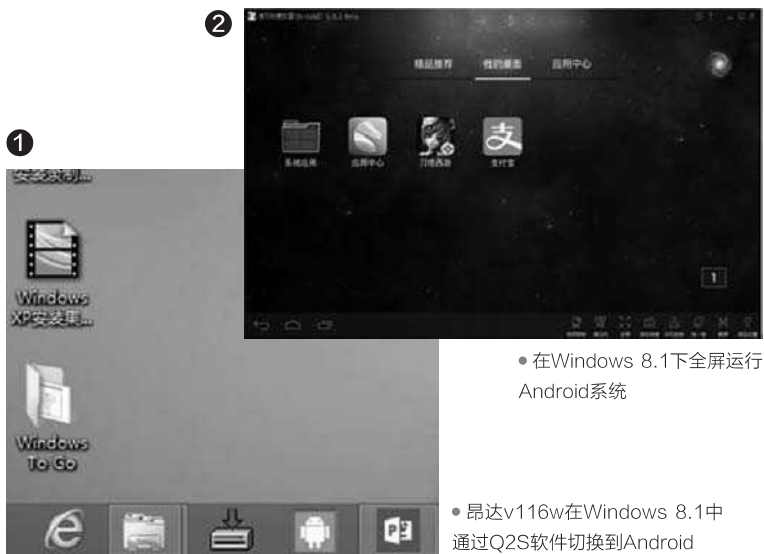 ❷
精品推荐 我的桌面 应用中心
系统应用 应用中心 刀塔西游 支付宝
1
❶
Windows
XP安装集...
Windows
To Go
● 在Windows 8.1下全屏运行
Android系统
● 昂达v116w在Windows 8.1中
通过Q2S软件切换到Android